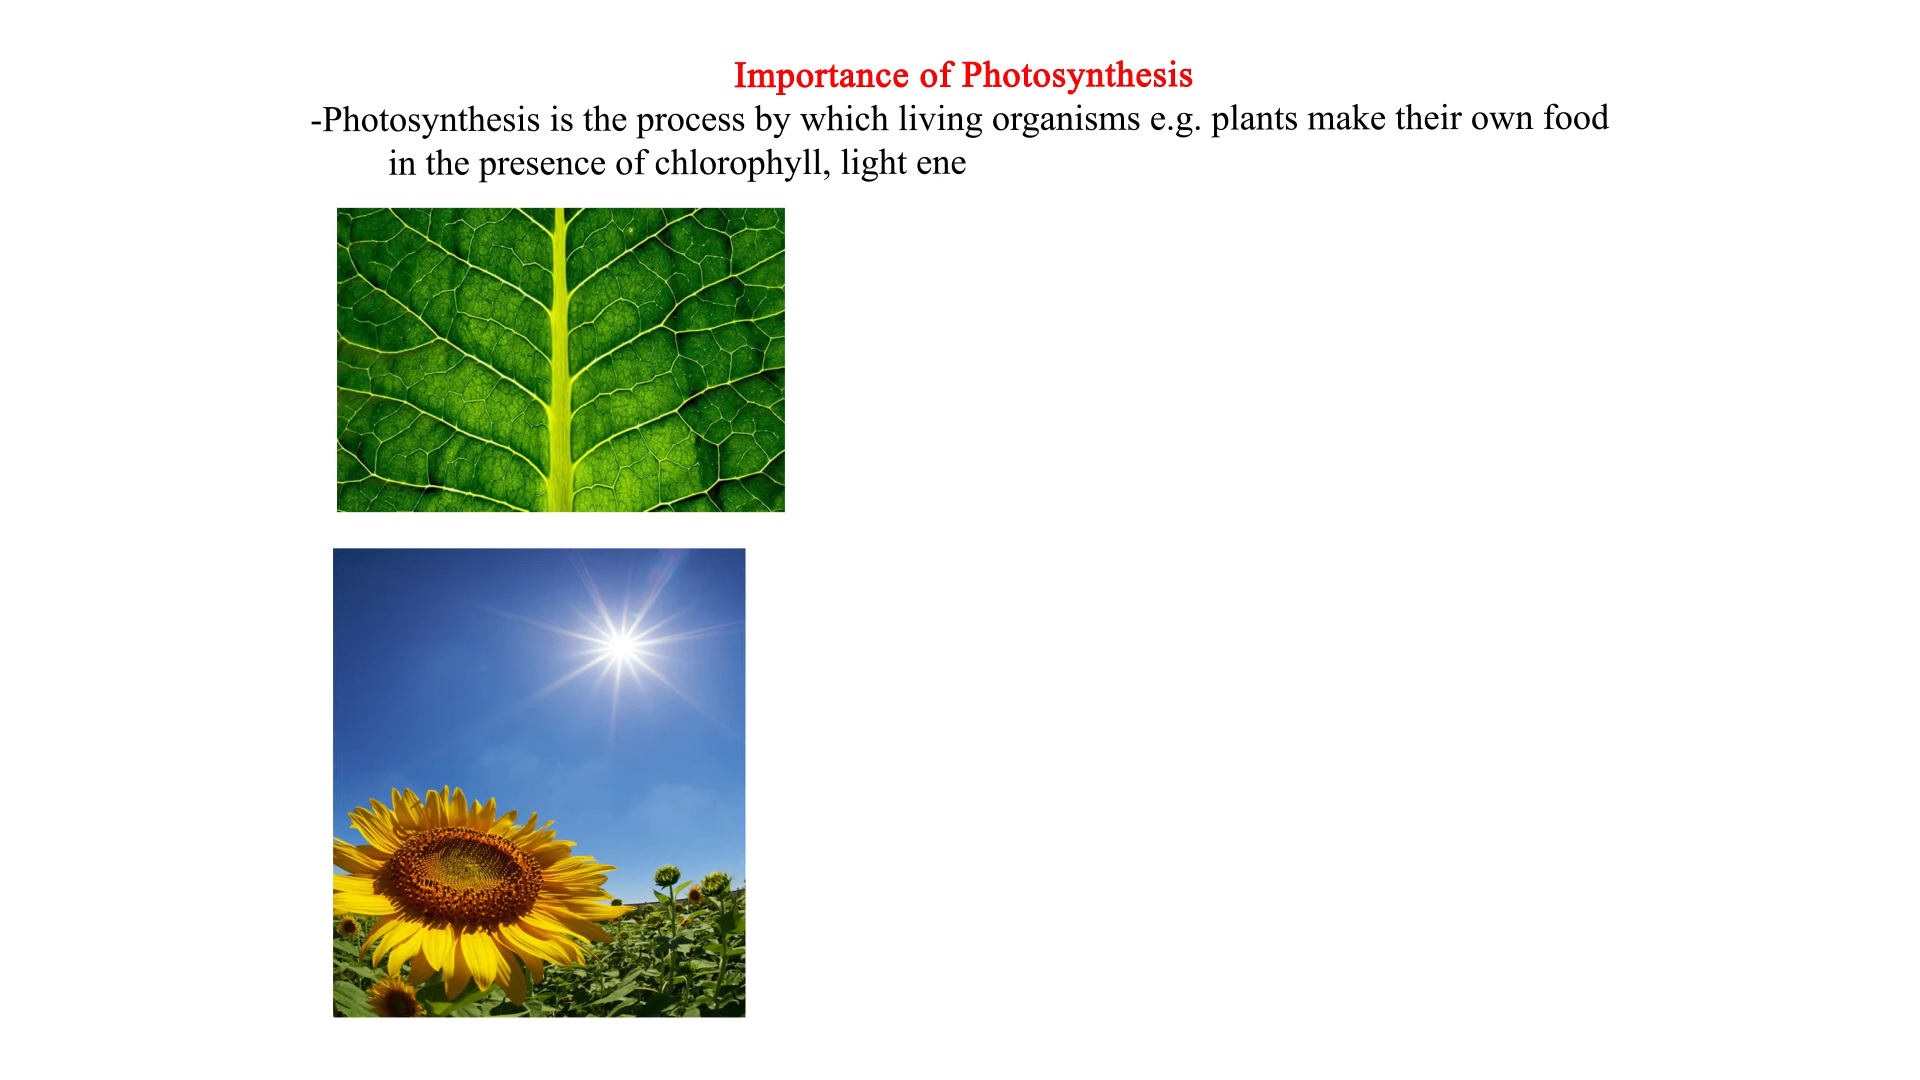 Importance of Photosynthesis
-Photosynthesis is the process by which living organisms e.g. plants make their own food
in the presence of chlorophyll, light ene